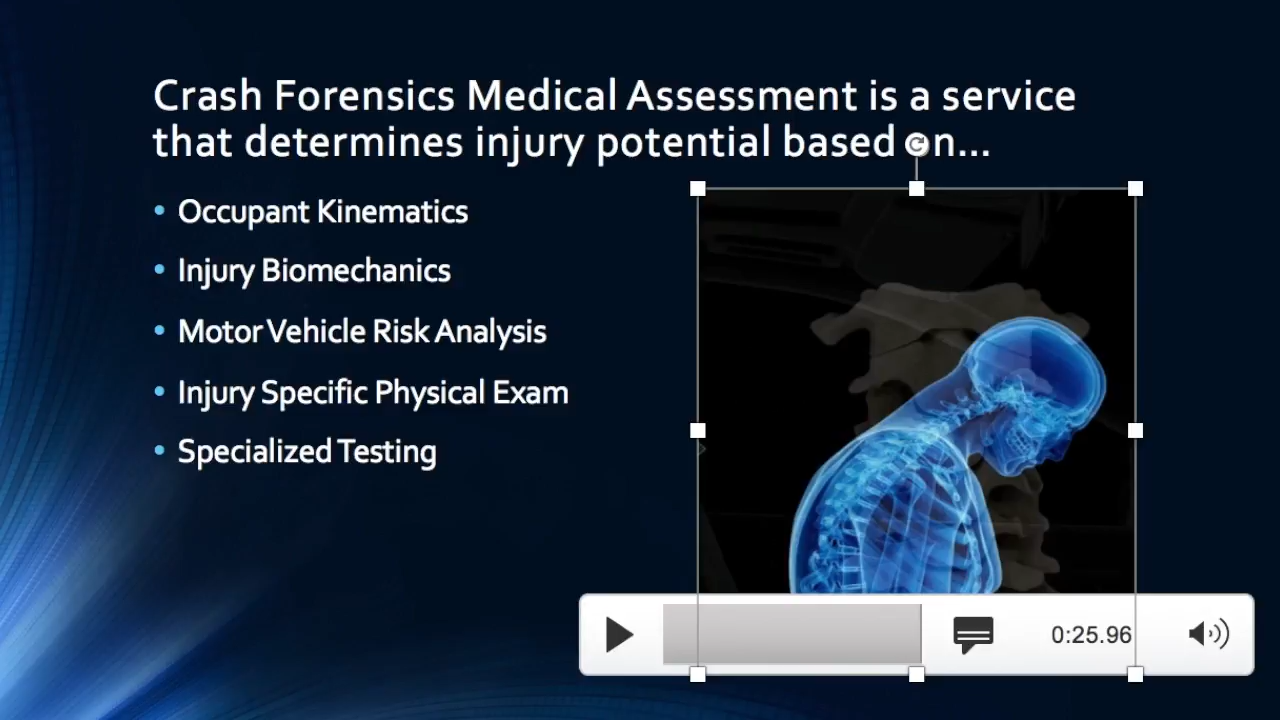 Crash Forensics Medical Assessment is a service
that determines injury potential based on...
• Occupant Kinematics
• Injury Biomechanics
• Motor Vehicle Risk Analysis
• Injury Specific Physical Exam
• Specialized Testing
0:25.96